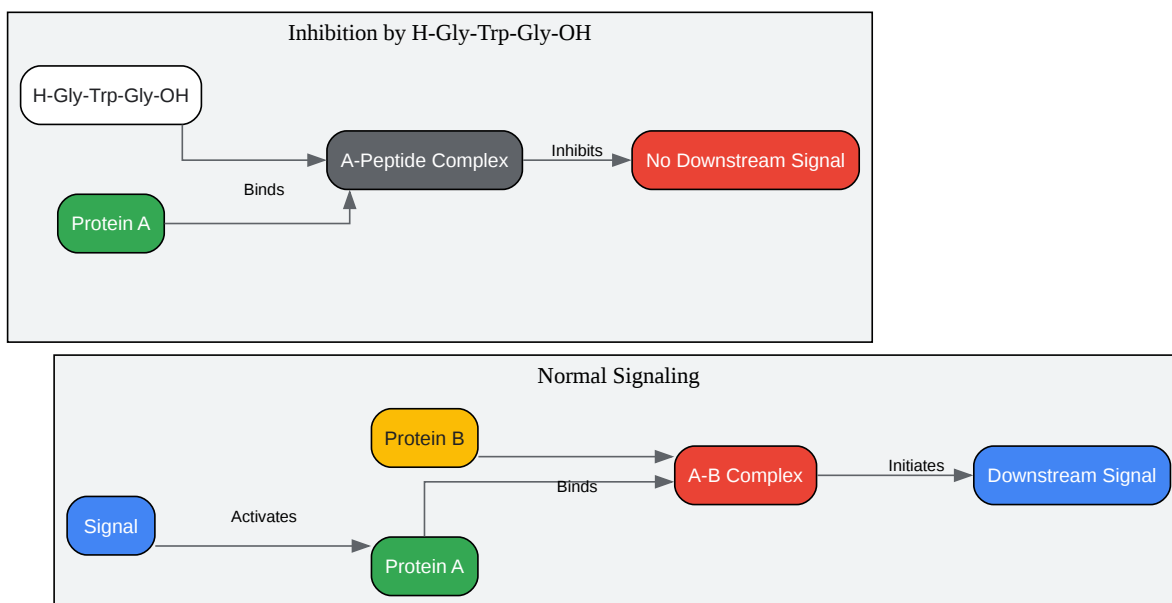 Inhibition by H-Gly-Trp-Gly-OH
H-Gly-Trp-Gly-OH
A-Peptide Complex
Inhibits
No Downstream Signal
Binds
Protein A
Normal Signaling
Protein B
A-B Complex
Initiates
Downstream Signal
Binds
Signal
Activates
Protein A